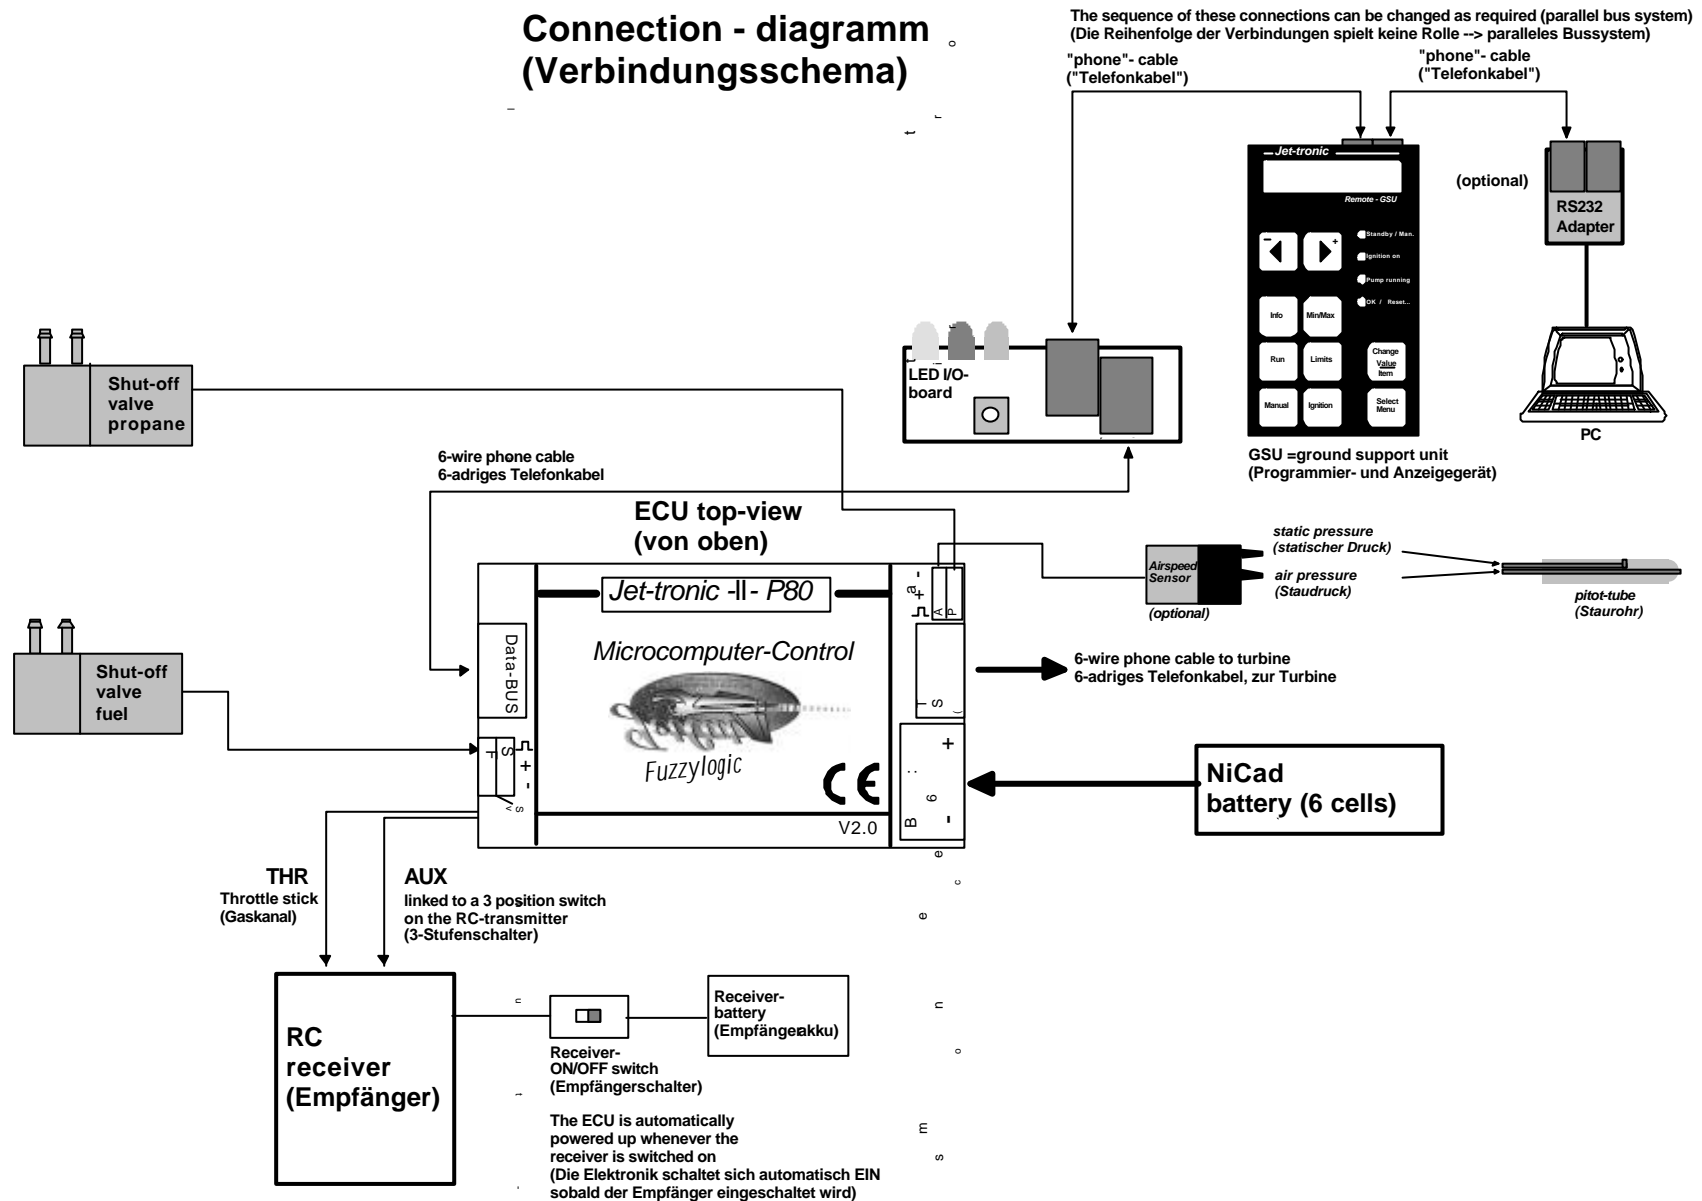 Connection - diagramm
(Verbindungsschema)
The sequence of these connections can be changed as required (parallel bus system)
(Die Reihenfolge der Verbindungen spielt keine Rolle --> paralleles Bussystem)
"phone"- cable
("Telefonkabel")
"phone"- cable
("Telefonkabel")
Jet-tronic
Remote - GSU
Standby / Man.
Ignition on
Pump running
OK / Reset...
- +
Info
Min/Max
Run
Limits
Change
Value
Item
Manual
Ignition
Select
Menu
GSU =ground support unit
(Programmier- und Anzeigegerät)
(optional)
RS232
Adapter
PC
LED I/O-
board
Shut-off
valve
propane
6-wire phone cable
6-adriges Telefonkabel
ECU top-view
(von oben)
Airspeed
Sensor
(optional)
static pressure
(statischer Druck)
air pressure
(Staudruck)
pitot-tube
(Staurohr)
Shut-off
valve
fuel
Data-BUS
Jet-tronic -II- P80
Microcomputer-Control
Fuzzylogic
CE
V2.0
A
P
- +
S
F
+
-
+
-
B 6 :
6-wire phone cable to turbine
6-adriges Telefonkabel, zur Turbine
NiCad
battery (6 cells)
THR
Throttle stick
(Gaskanal)
AUX
linked to a 3 position switch
on the RC-transmitter
(3-Stufenschalter)
RC
receiver
(Empfänger)
Receiver-
battery
(Empfängerakku)
Receiver-
ON/OFF switch
(Empfängerschalter)
The ECU is automatically
powered up whenever the
receiver is switched on
(Die Elektronik schaltet sich automatisch EIN
sobald der Empfänger eingeschaltet wird)